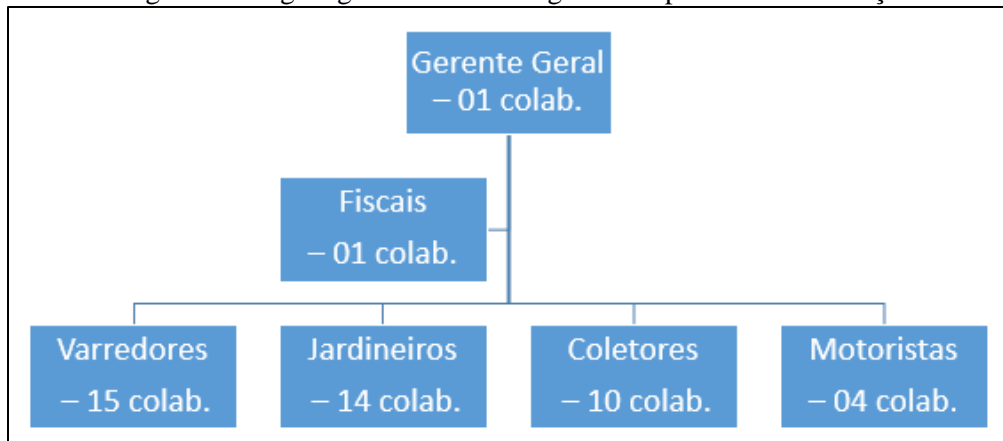 Gerente Geral
– 01 colab.
Fiscais
– 01 colab.
Varredores
– 15 colab.
Jardineiros
– 14 colab.
Coletores
– 10 colab.
Motoristas
– 04 colab.